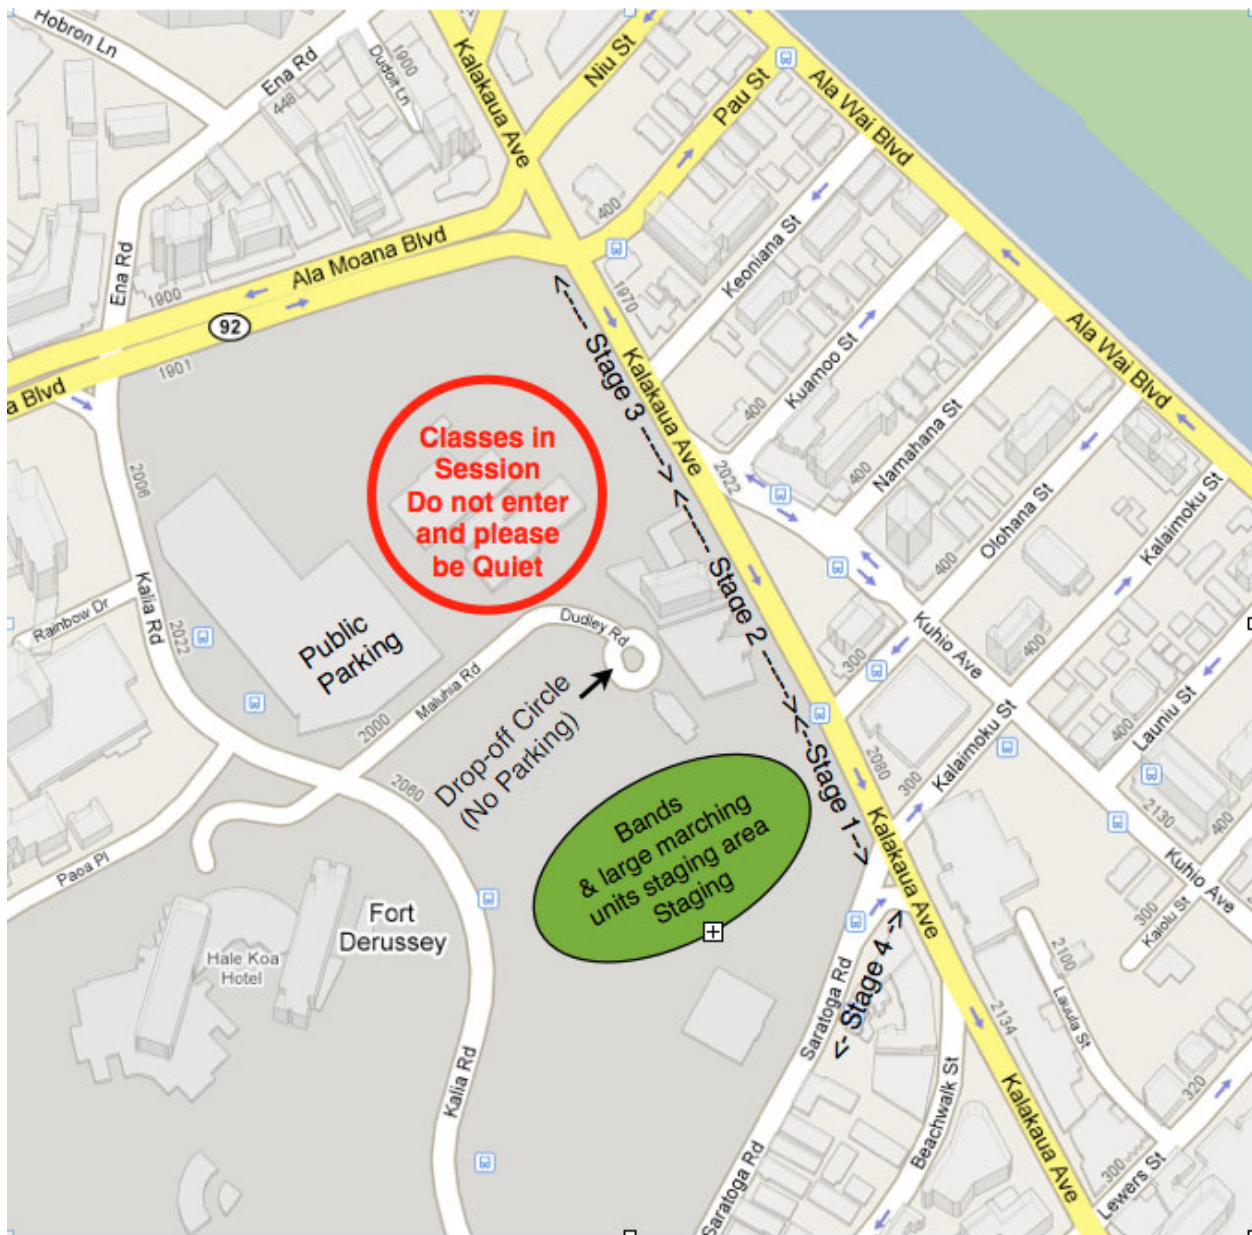 Hobron Ln
Ena Rd
448
Dudoit Ln
1900
Kalakaua Ave
Niu St
Pau St
Ala Wai Blvd
400
Keoniana St
Ena Rd
Ala Moana Blvd
1900
92
1901
a Blvd
1970
<----- Stage 3 ----->
Kalakaua Ave
Kuamoo St
400
Ala Wai Blvd
Classes in
Session
Do not enter
and please
be Quiet
2006
2022
Namahana St
400
Olohana St
Kalaimoku St
400
<------ Stage 2 ------>
Kalia Rd
Rainbow Dr
2022
Public
Parking
Dudley Rd
Maluhia Rd
2000
Drop-off Circle
(No Parking)
300
Kuhio Ave
400
Launiu St
400
Kalaimoku St
300
2080
<--Stage 1-->
2060
Bands
& large marching
units staging area
Staging
Kalakaua Ave
2130
400
Kuhio Ave
300
Kaiolu St
Paoa Pl
Fort
Derussey
Hale Koa
Hotel
<- Stage 4 ->
Saratoga Rd
2100
Lauula St
2134
Kalia Rd
Beachwalk St
Kalakaua Ave
320
300
Lewers St
Saratoga Rd